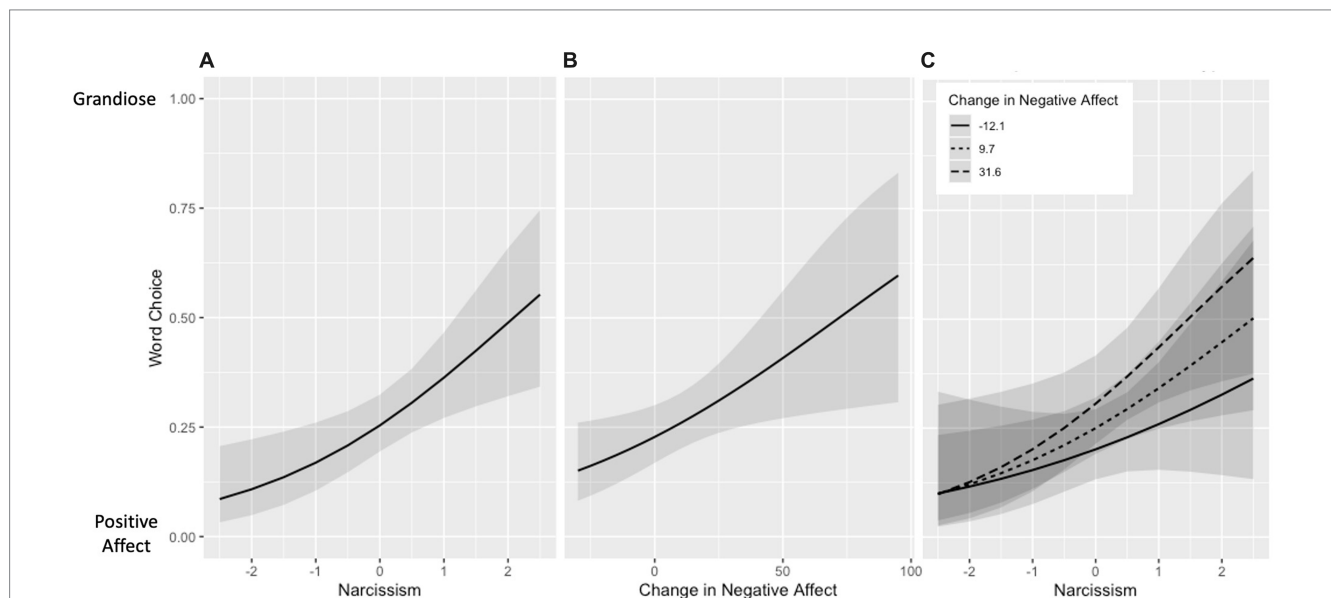 A
B
C
Grandiose
Positive
Affect
Word Choice
1.00
0.75
0.50
0.25
0.00
-2
-1
0
1
2
Narcissism
0
50
100
Change in Negative Affect
Change in Negative Affect
-12.1
9.7
31.6
-2
-1
0
1
2
Narcissism